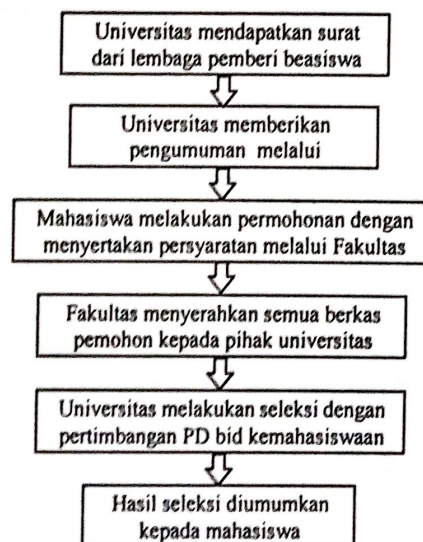 Universitas mendapatkan surat
dari lembaga pemberi beasiswa
Universitas memberikan
pengumuman melalui
Mahasiswa melakukan permohonan dengan
menyertakan persyaratan melalui Fakultas
Fakultas menyerahkan semua berkas
pemohon kepada pihak universitas
Universitas melakukan seleksi dengan
pertimbangan PD bid kemahasiswaan
Hasil seleksi diumumkan
kepada mahasiswa